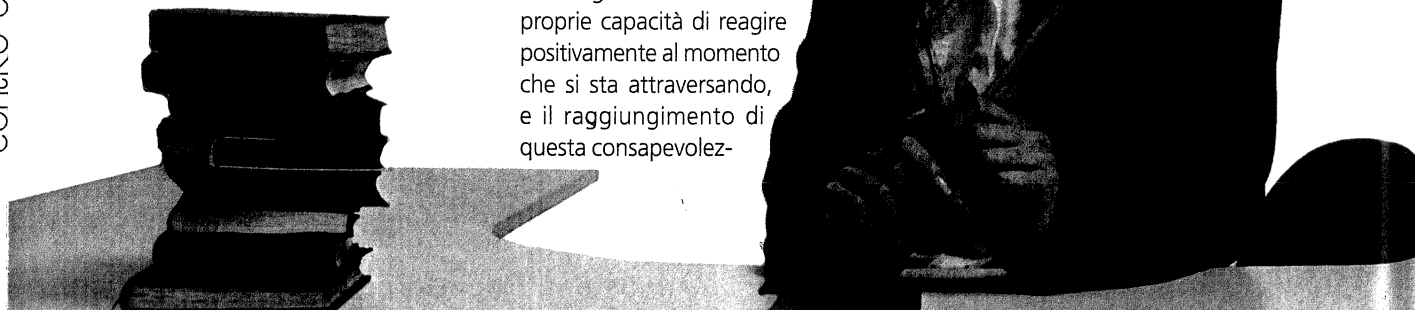 proprie capacità di reagire
positivamente al momento
che si sta attraversando,
e il raggiungimento di
questa consapevolez-